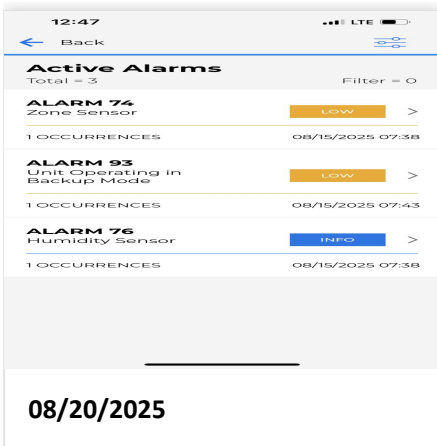 12:47
LTE
Back
Active Alarms
Total = 3
Filter = 0
ALARM 74
Zone Sensor
LOW
1 OCCURRENCES
08/15/2025 07:38
ALARM 93
Unit Operating in
Backup Mode
LOW
1 OCCURRENCES
08/15/2025 07:43
ALARM 76
Humidity Sensor
INFO
1 OCCURRENCES
08/15/2025 07:38
08/20/2025